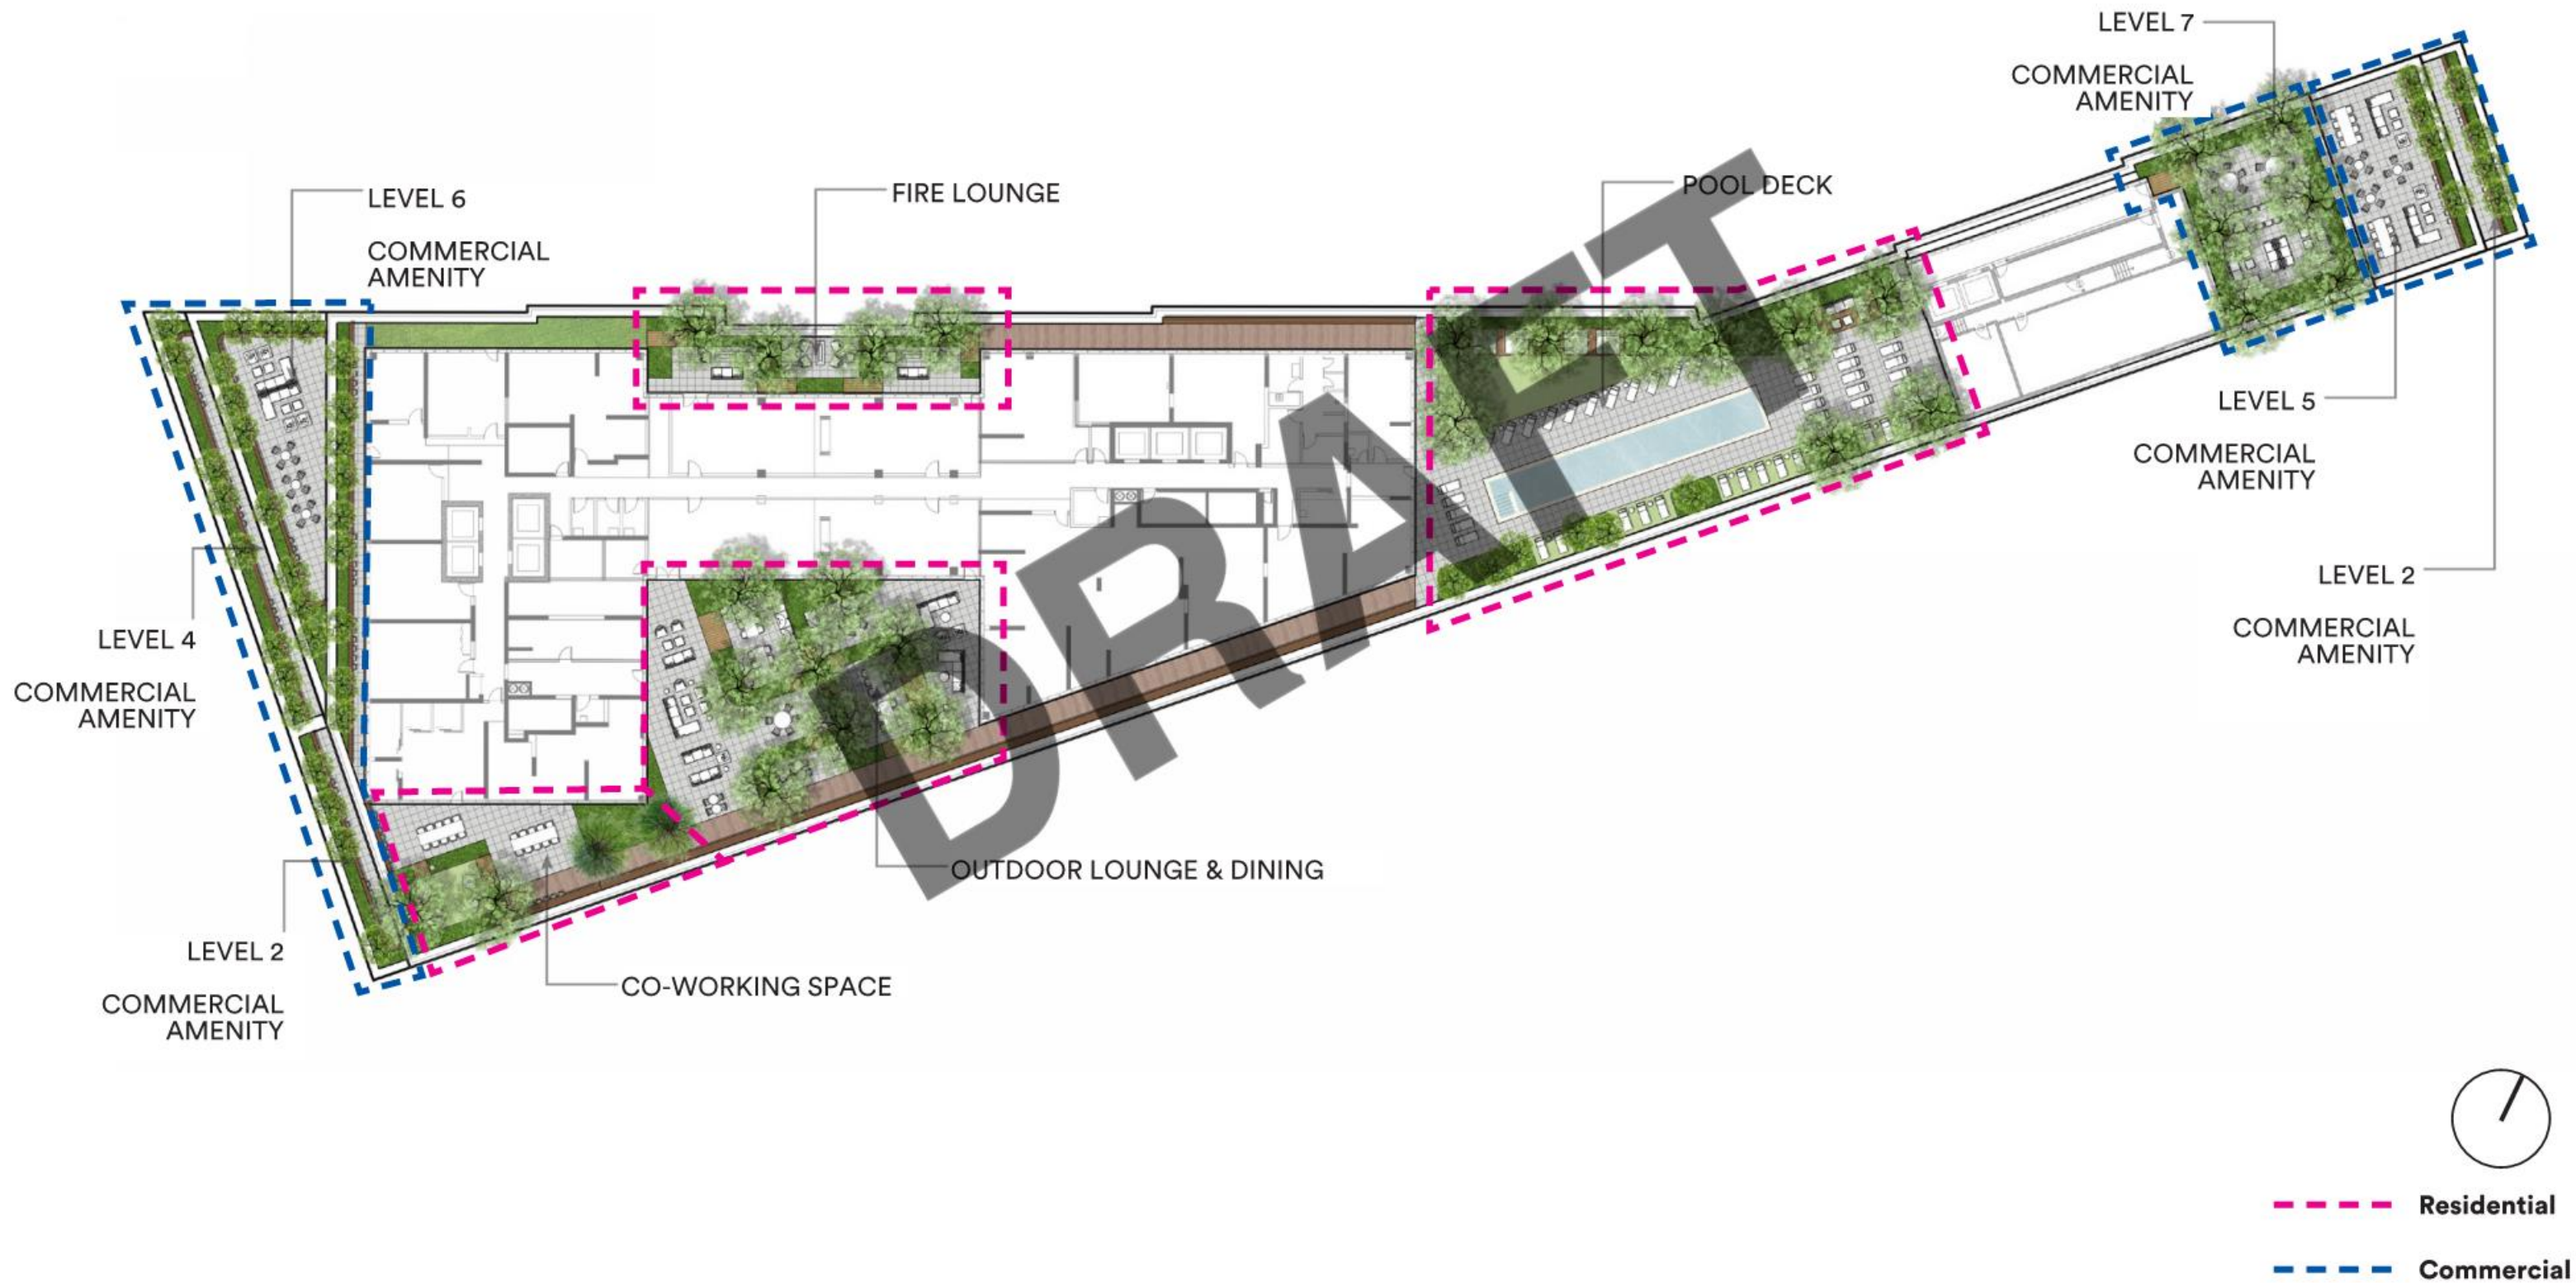 LEVEL 7
COMMERCIAL
AMENITY
LEVEL 6
COMMERCIAL
AMENITY
FIRE LOUNGE
POOL DECK
LEVEL 5
COMMERCIAL
AMENITY
LEVEL 2
COMMERCIAL
AMENITY
LEVEL 4
COMMERCIAL
AMENITY
DRAFT
OUTDOOR LOUNGE & DINING
LEVEL 2
COMMERCIAL
AMENITY
CO-WORKING SPACE
Residential
Commercial